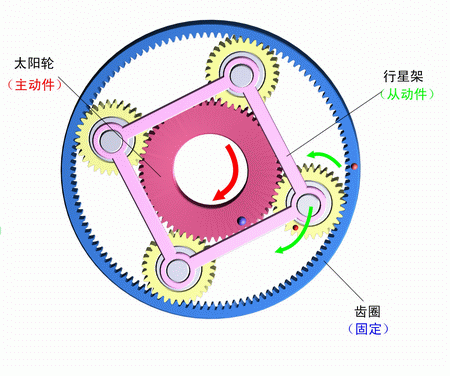 太阳轮
（主动件）
行星架
（从动件）
齿圈
（固定）